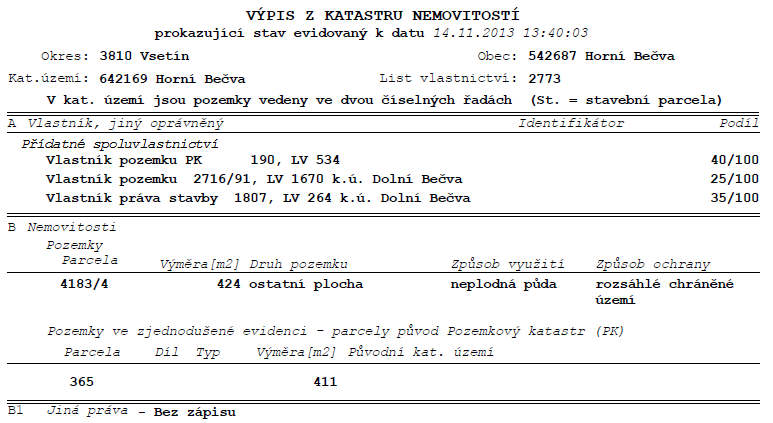 VÝPIS Z KATASTRU NEMOVITOSTÍ
prokazující stav evidovaný k datu 14.11.2013 13:40:03
Okres: 3810 Vsetín Obec: 542687 Horní Bečva
Kat.území: 642169 Horní Bečva List vlastnictví: 2773
V kat. území jsou pozemky vedeny ve dvou číselných řadách (St. = stavební parcela)
A Vlastník, jiný oprávněný Identifikátor Podíl
Přídatné spoluvlastnictví
Vlastník pozemku PK 190, LV 534 40/100
Vlastník pozemku 2716/91, LV 1670 k.ú. Dolní Bečva 25/100
Vlastník práva stavby 1807, LV 264 k.ú. Dolní Bečva 35/100
B Nemovitosti
Pozemky
Parcela Výměra[m2] Druh pozemku Způsob využití Způsob ochrany
4183/4 424 ostatní plocha neplodná půda rozsáhlé chráněné
území
Pozemky ve zjednodušené evidenci - parcely původ Pozemkový katastr (PK)
Parcela Díl Typ Výměra[m2] Původní kat. území
365 411
B1 Jiná práva - Bez zápisu